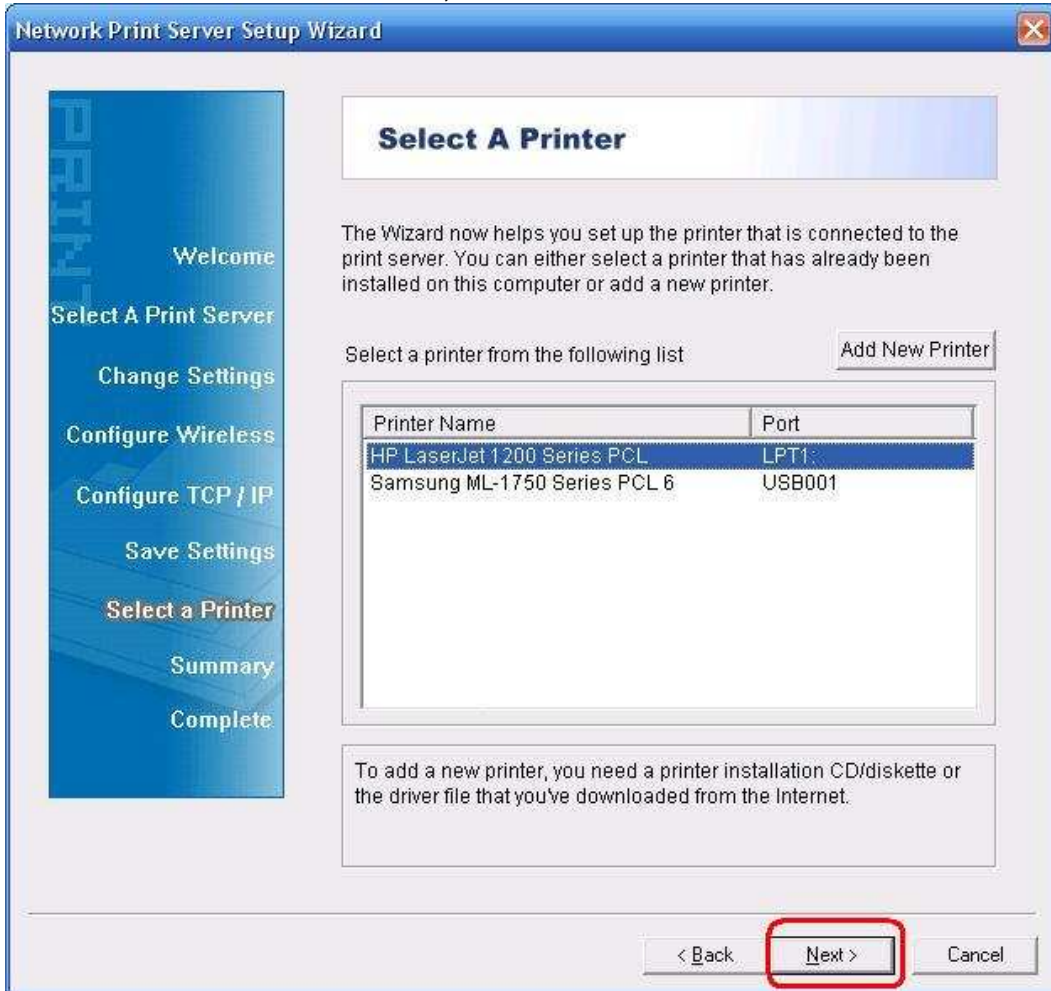 Network Print Server Setup Wizard
PRINT
Welcome
Select A Print Server
Change Settings
Configure Wireless
Configure TCP / IP
Save Settings
Select a Printer
Summary
Complete
Select A Printer
The Wizard now helps you set up the printer that is connected to the
print server. You can either select a printer that has already been
installed on this computer or add a new printer.
Select a printer from the following list
Add New Printer
Printer Name Port
HP LaserJet 1200 Series PCL LPT1:
Samsung ML-1750 Series PCL 6 USB001
To add a new printer, you need a printer installation CD/diskette or
the driver file that you've downloaded from the Internet.
< Back Next > Cancel